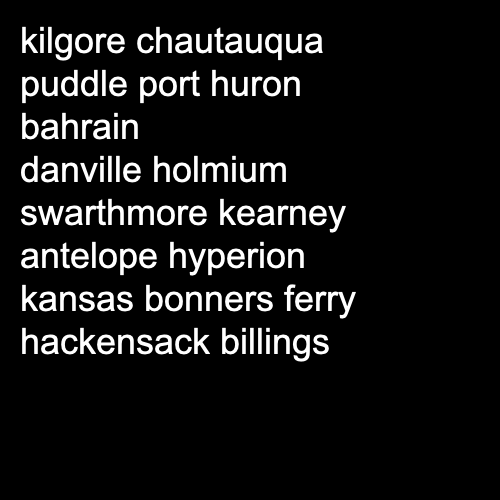 kilgore chautauqua
puddle port huron
bahrain
danville holmium
swarthmore kearney
antelope hyperion
kansas bonners ferry
hackensack billings